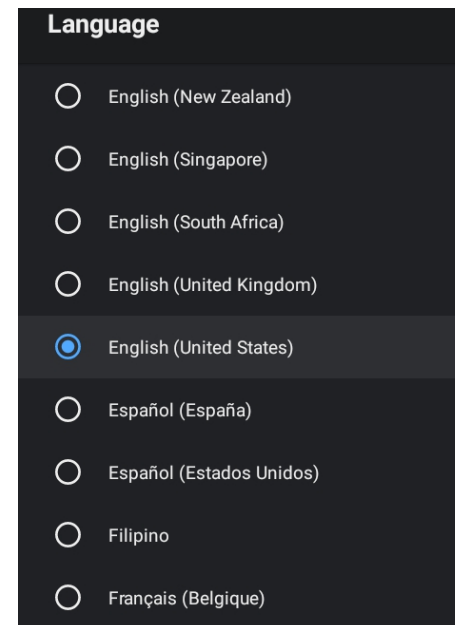 Language
English (New Zealand)
English (Singapore)
English (South Africa)
English (United Kingdom)
English (United States)
Español (España)
Español (Estados Unidos)
Filipino
Français (Belgique)